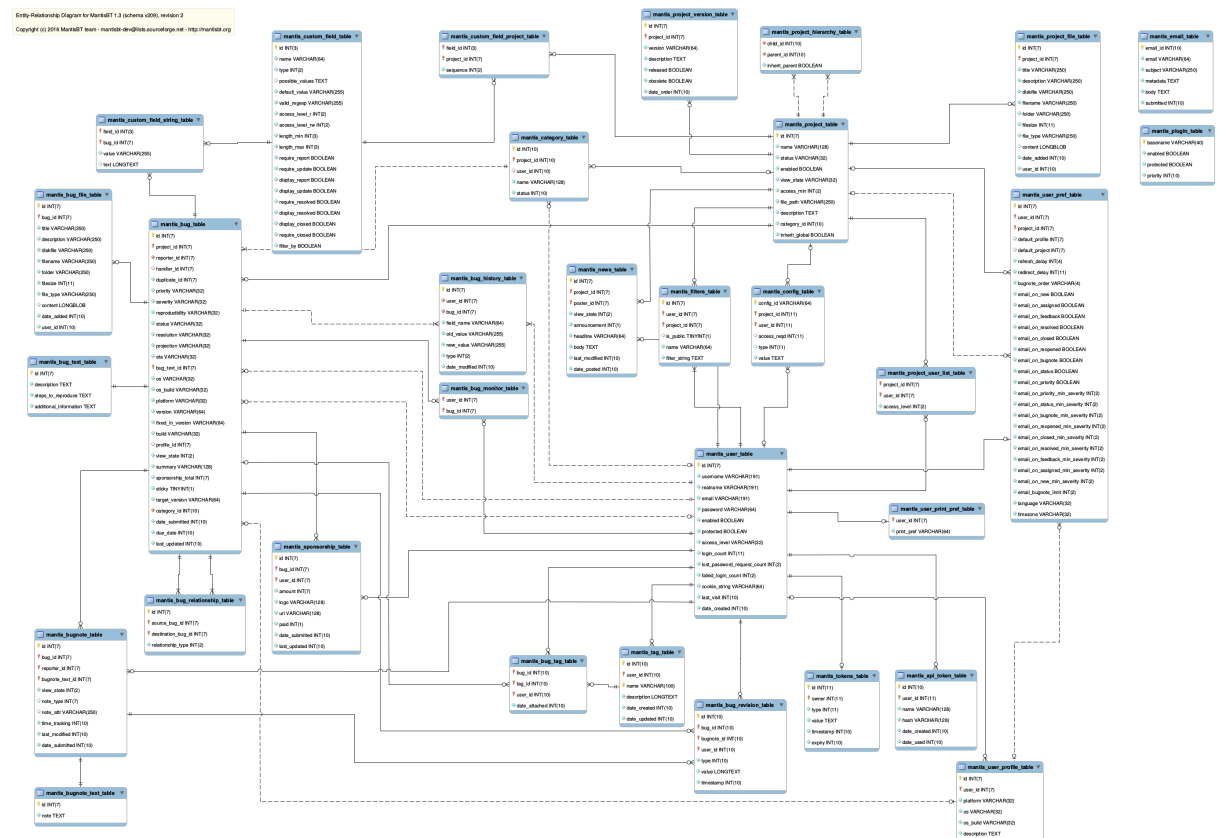 Entity-Relationship Diagram for MantisBT 1.3 (schema v209), revision 2
Copyright (c) 2016 MantisBT team - mantisbt-dev@lists.sourceforge.net - http://mantisbt.org
mantis_custom_field_table
id INT(3)
name VARCHAR(64)
type INT(2)
possible_values TEXT
default_value VARCHAR(255)
valid_regexp VARCHAR(255)
access_level_r INT(2)
access_level_rw INT(2)
length_min INT(3)
length_max INT(3)
require_report BOOLEAN
require_update BOOLEAN
display_report BOOLEAN
display_update BOOLEAN
require_resolved BOOLEAN
display_resolved BOOLEAN
display_closed BOOLEAN
require_closed BOOLEAN
filter_by BOOLEAN
mantis_custom_field_project_table
field_id INT(3)
project_id INT(7)
sequence INT(2)
mantis_project_version_table
id INT(7)
project_id INT(7)
version VARCHAR(64)
description TEXT
released BOOLEAN
obsolete BOOLEAN
date_order INT(10)
mantis_project_hierarchy_table
child_id INT(10)
parent_id INT(10)
inherit_parent BOOLEAN
mantis_project_file_table
id INT(7)
project_id INT(7)
title VARCHAR(250)
description VARCHAR(250)
diskfile VARCHAR(250)
filename VARCHAR(250)
folder VARCHAR(250)
filesize INT(11)
file_type VARCHAR(250)
content LONGBLOB
date_added INT(10)
user_id INT(10)
mantis_email_table
email_id INT(10)
email VARCHAR(64)
subject VARCHAR(250)
metadata TEXT
body TEXT
submitted INT(10)
mantis_plugin_table
basename VARCHAR(40)
enabled BOOLEAN
protected BOOLEAN
priority INT(10)
mantis_custom_field_string_table
field_id INT(3)
bug_id INT(7)
value VARCHAR(255)
text LONGTEXT
mantis_category_table
id INT(10)
project_id INT(10)
user_id INT(10)
name VARCHAR(128)
status INT(10)
mantis_project_table
id INT(7)
name VARCHAR(128)
status VARCHAR(32)
enabled BOOLEAN
view_state VARCHAR(32)
access_min INT(2)
file_path VARCHAR(250)
description TEXT
category_id INT(10)
inherit_global BOOLEAN
mantis_bug_file_table
id INT(7)
bug_id INT(7)
title VARCHAR(250)
description VARCHAR(250)
diskfile VARCHAR(250)
filename VARCHAR(250)
folder VARCHAR(250)
filesize INT(11)
file_type VARCHAR(250)
content LONGBLOB
date_added INT(10)
user_id INT(10)
mantis_bug_table
id INT(7)
project_id INT(7)
reporter_id INT(7)
handler_id INT(7)
duplicate_id INT(7)
priority VARCHAR(32)
severity VARCHAR(32)
reproducibility VARCHAR(32)
status VARCHAR(32)
resolution VARCHAR(32)
projection VARCHAR(32)
eta VARCHAR(32)
bug_text_id INT(7)
os VARCHAR(32)
os_build VARCHAR(32)
platform VARCHAR(32)
version VARCHAR(64)
fixed_in_version VARCHAR(64)
build VARCHAR(32)
profile_id INT(7)
view_state INT(2)
summary VARCHAR(128)
sponsorship_total INT(7)
sticky TINYINT(1)
target_version VARCHAR(64)
category_id INT(10)
date_submitted INT(10)
due_date INT(10)
last_updated INT(10)
mantis_user_pref_table
id INT(7)
user_id INT(7)
project_id INT(7)
default_profile INT(7)
default_project INT(7)
refresh_delay INT(4)
redirect_delay INT(11)
bugnote_order VARCHAR(4)
email_on_new BOOLEAN
email_on_assigned BOOLEAN
email_on_feedback BOOLEAN
email_on_resolved BOOLEAN
email_on_closed BOOLEAN
email_on_reopened BOOLEAN
email_on_bugnote BOOLEAN
email_on_status BOOLEAN
email_on_priority BOOLEAN
email_on_priority_min_severity INT(2)
email_on_status_min_severity INT(2)
email_on_bugnote_min_severity INT(2)
email_on_reopened_min_severity INT(2)
email_on_closed_min_severity INT(2)
email_on_resolved_min_severity INT(2)
email_on_feedback_min_severity INT(2)
email_on_assigned_min_severity INT(2)
email_on_new_min_severity INT(2)
email_bugnote_limit INT(2)
language VARCHAR(32)
timezone VARCHAR(32)
mantis_bug_history_table
id INT(7)
user_id INT(7)
bug_id INT(7)
field_name VARCHAR(64)
old_value VARCHAR(255)
new_value VARCHAR(255)
type INT(2)
date_modified INT(10)
mantis_news_table
id INT(7)
project_id INT(7)
poster_id INT(7)
view_state INT(2)
announcement INT(1)
headline VARCHAR(64)
body TEXT
last_modified INT(10)
date_posted INT(10)
mantis_filters_table
id INT(7)
user_id INT(7)
project_id INT(7)
is_public TINYINT(1)
name VARCHAR(64)
filter_string TEXT
mantis_config_table
config_id VARCHAR(64)
project_id INT(11)
user_id INT(11)
access_reqd INT(11)
type INT(11)
value TEXT
mantis_bug_text_table
id INT(7)
description TEXT
steps_to_reproduce TEXT
additional_information TEXT
mantis_bug_monitor_table
user_id INT(7)
bug_id INT(7)
mantis_project_user_list_table
project_id INT(7)
user_id INT(7)
access_level INT(2)
mantis_user_table
id INT(7)
username VARCHAR(191)
realname VARCHAR(191)
email VARCHAR(191)
password VARCHAR(64)
enabled BOOLEAN
protected BOOLEAN
access_level VARCHAR(32)
login_count INT(11)
lost_password_request_count INT(2)
failed_login_count INT(2)
cookie_string VARCHAR(64)
last_visit INT(10)
date_created INT(10)
mantis_user_print_pref_table
user_id INT(7)
print_pref VARCHAR(64)
mantis_sponsorship_table
id INT(7)
bug_id INT(7)
user_id INT(7)
amount INT(7)
logo VARCHAR(128)
url VARCHAR(128)
paid INT(1)
date_submitted INT(10)
last_updated INT(10)
mantis_bug_relationship_table
id INT(7)
source_bug_id INT(7)
destination_bug_id INT(7)
relationship_type INT(2)
mantis_bugnote_table
id INT(7)
bug_id INT(7)
reporter_id INT(7)
bugnote_text_id INT(7)
view_state INT(2)
note_type INT(7)
note_attr VARCHAR(250)
time_tracking INT(10)
last_modified INT(10)
date_submitted INT(10)
mantis_bug_tag_table
bug_id INT(10)
tag_id INT(10)
user_id INT(10)
date_attached INT(10)
mantis_tag_table
id INT(10)
user_id INT(10)
name VARCHAR(100)
description LONGTEXT
date_created INT(10)
date_updated INT(10)
mantis_bug_revision_table
id INT(10)
bug_id INT(10)
bugnote_id INT(10)
user_id INT(10)
type INT(10)
value LONGTEXT
timestamp INT(10)
mantis_tokens_table
id INT(11)
owner INT(11)
type INT(11)
value TEXT
timestamp INT(10)
expiry INT(10)
mantis_api_token_table
id INT(10)
user_id INT(11)
name VARCHAR(128)
hash VARCHAR(128)
date_created INT(10)
date_used INT(10)
mantis_user_profile_table
id INT(7)
user_id INT(7)
platform VARCHAR(32)
os VARCHAR(32)
os_build VARCHAR(32)
description TEXT
mantis_bugnote_text_table
id INT(7)
note TEXT